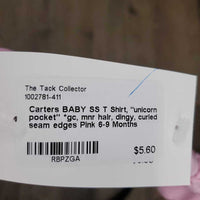 The Tack Collector
1002781-411
Carters BABY SS T Shirt, "unicorn
pocket" *gc, mnr hair, dingy, curled
seam edges Pink 6-9 Months
$5.60
RBPZGA